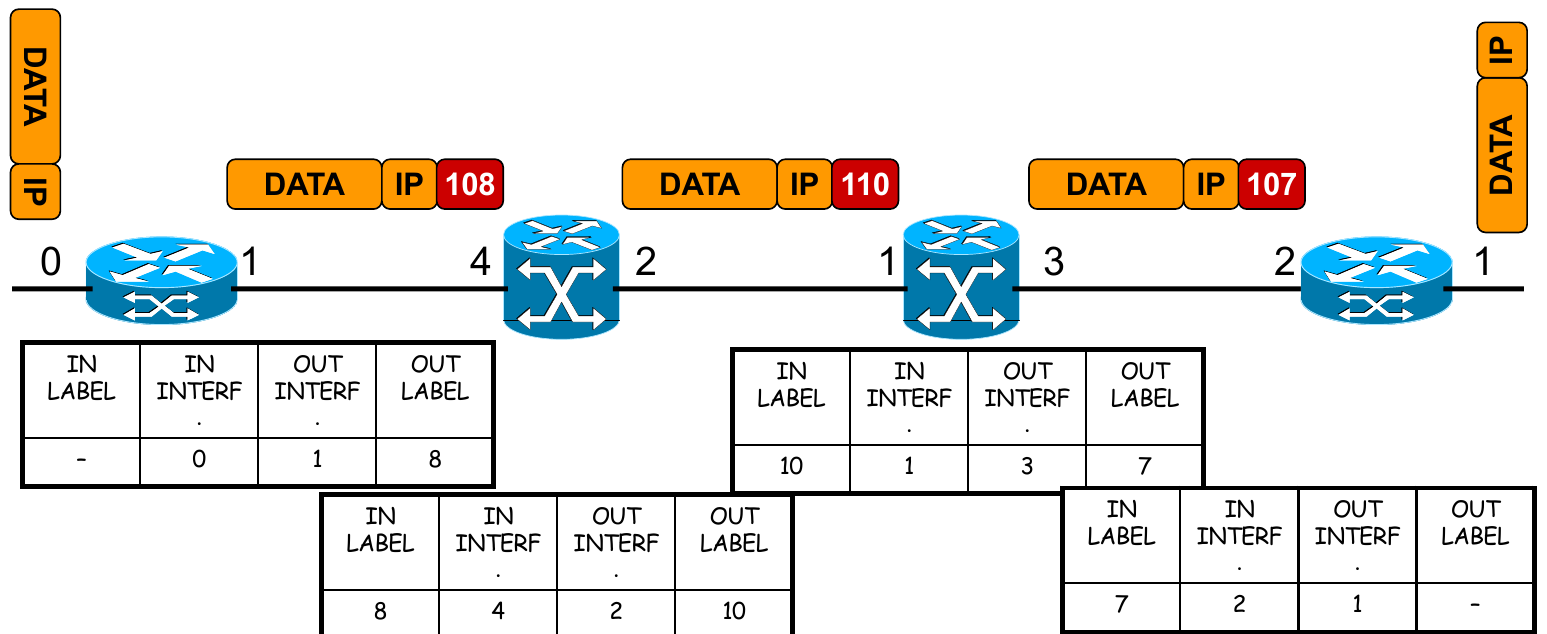 DATA IP
IP DATA
DATA IP 108
DATA IP 110
DATA IP 107
0 1 4 2 1 3 2 1
IN LABEL IN INTERF . OUT INTERF . OUT LABEL
- 0 1 8
IN LABEL IN INTERF . OUT INTERF . OUT LABEL
10 1 3 7
IN LABEL IN INTERF . OUT INTERF . OUT LABEL
8 4 2 10
IN LABEL IN INTERF . OUT INTERF . OUT LABEL
7 2 1 -